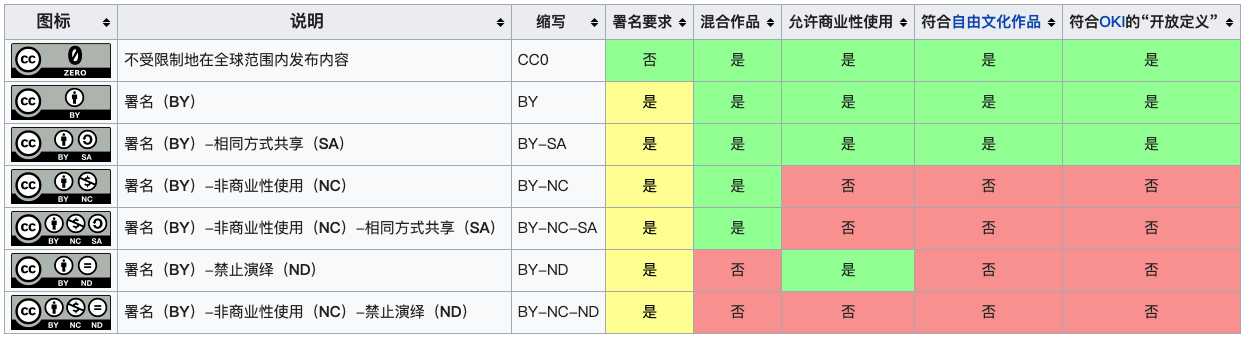 图标 说明 缩写 署名要求 混合作品 允许商业性使用 符合自由文化作品 符合OKI的“开放定义”
cc 0 ZERO 不受限制地在全球范围内发布内容 CC0 否 是 是 是 是
cc BY 署名（BY） BY 是 是 是 是 是
cc BY SA 署名（BY）-相同方式共享（SA） BY-SA 是 是 是 是 是
cc $ BY NC 署名（BY）-非商业性使用（NC） BY-NC 是 是 否 否 否
cc $ BY NC SA 署名（BY）-非商业性使用（NC）-相同方式共享（SA） BY-NC-SA 是 是 否 否 否
cc = BY ND 署名（BY）-禁止演绎（ND） BY-ND 是 否 是 否 否
cc $ = BY NC ND 署名（BY）-非商业性使用（NC）-禁止演绎（ND） BY-NC-ND 是 否 否 否 否